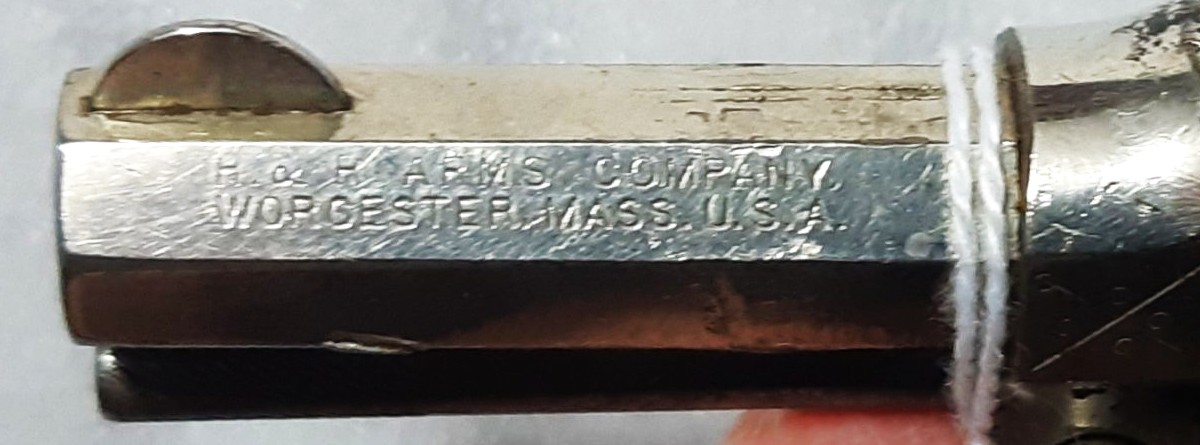 H. & R. ARMS COMPANY.
WORCESTER. MASS. U.S.A.